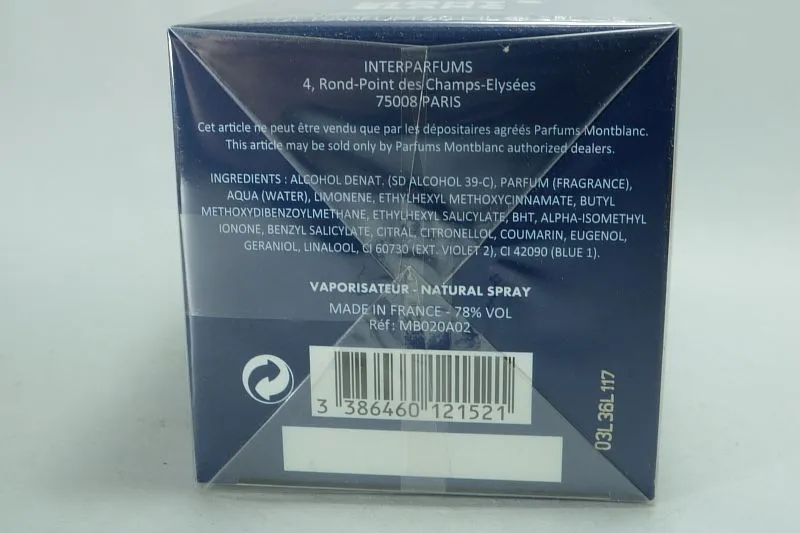 INTERPARFUMS
4, Rond-Point des Champs-Elysées
75008 PARIS
Cet article ne peut être vendu que par les dépositaires agréés Parfums Montblanc.
This article may be sold only by Parfums Montblanc authorized dealers.
INGREDIENTS : ALCOHOL DENAT. (SD ALCOHOL 39-C), PARFUM (FRAGRANCE),
AQUA (WATER), LIMONENE, ETHYLHEXYL METHOXYCINNAMATE, BUTYL
METHOXYDIBENZOYLMETHANE, ETHYLHEXYL SALICYLATE, BHT, ALPHA-ISOMETHYL
IONONE, BENZYL SALICYLATE, CITRAL, CITRONELLOL, COUMARIN, EUGENOL,
GERANIOL, LINALOOL, CI 60730 (EXT. VIOLET 2), CI 42090 (BLUE 1).
VAPORISATEUR - NATURAL SPRAY
MADE IN FRANCE - 78% VOL
Réf : MB020A02
3 386460 121521
03L36L117